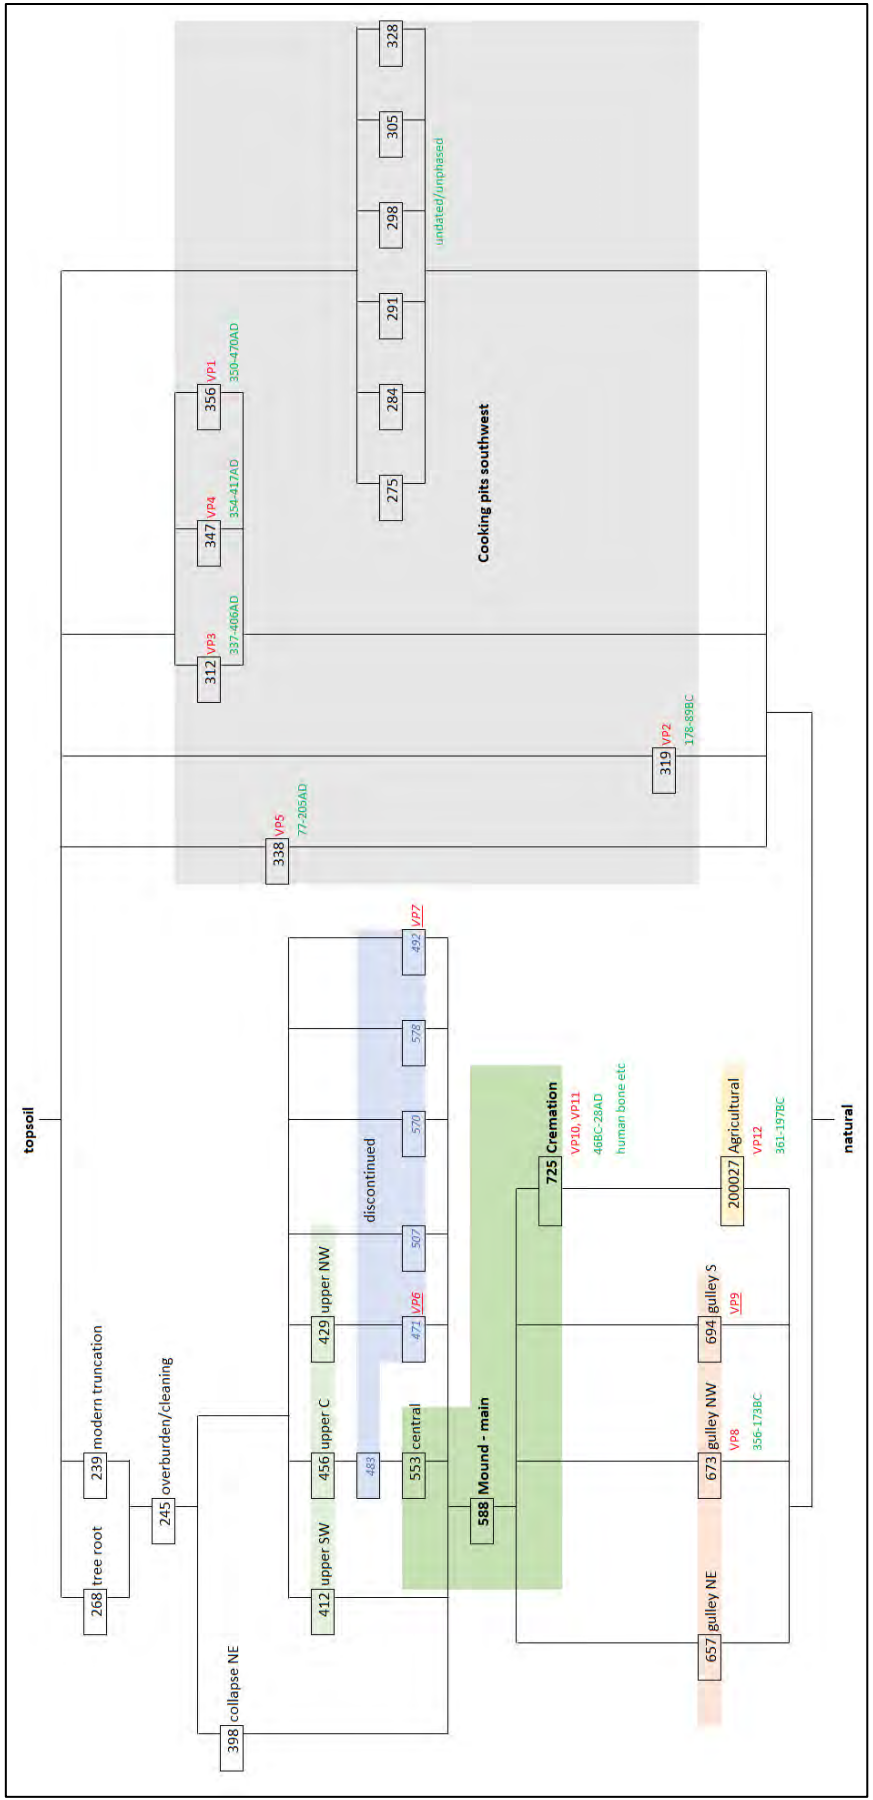 topsoil
268 tree root
239 modern truncation
245 overburden/cleaning
398 collapse NE
412 upper SW
456 upper C
429 upper NW
discontinued
483
553 central
471 VP6
507
570
578
492 VP7
588 Mound - main
725 Cremation
VP10, VP11
46BC-28AD
human bone etc
657 gulley NE
673 gulley NW
VP8
356-173BC
694 gulley S
VP9
200027 Agricultural
VP12
361-197BC
natural
338 VP5
77-205AD
319 VP2
178-89BC
312 VP3
337-406AD
347 VP4
354-417AD
356 VP1
350-470AD
275
284
291
298
305
328
undated/unphased
Cooking pits southwest